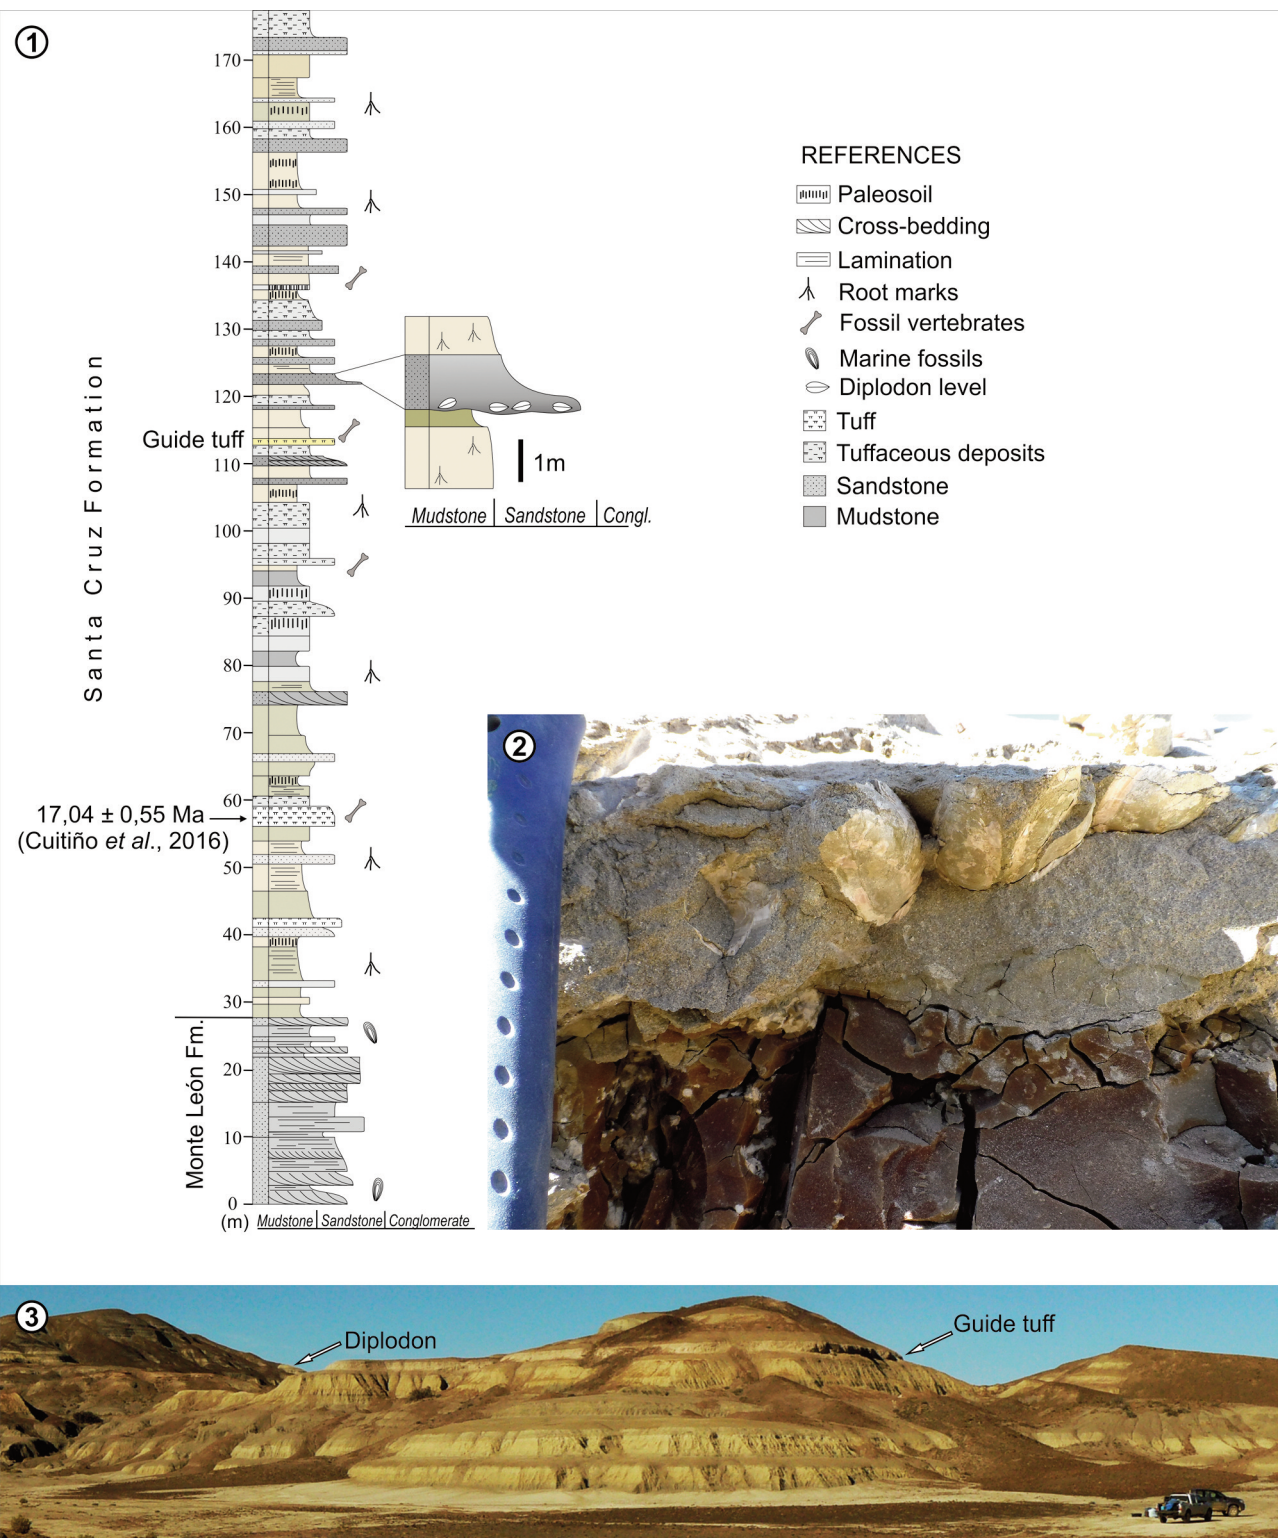 1
170
160
150
140
130
120
Guide tuff
110
100
90
80
70
60
17,04 ± 0,55 Ma
(Cuitiño et al., 2016)
50
40
30
20
10
0
(m)
Mudstone Sandstone Conglomerate
Santa Cruz Formation
Monte León Fm.
1m
Mudstone Sandstone Congl.
REFERENCES
Paleosoil
Cross-bedding
Lamination
Root marks
Fossil vertebrates
Marine fossils
Diplodon level
Tuff
Tuffaceous deposits
Sandstone
Mudstone
2
3
Diplodon
Guide tuff